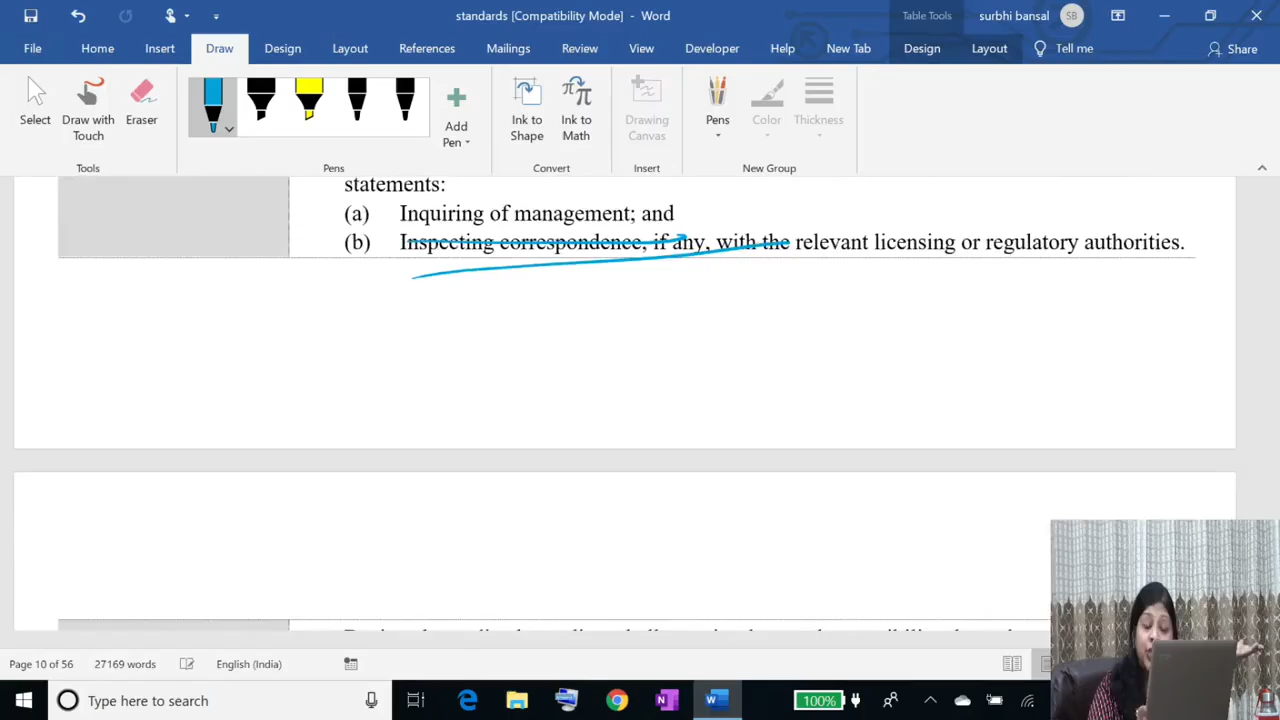 standards [Compatibility Mode] - Word
Table Tools
surbhi bansal
SB
File Home Insert Draw Design Layout References Mailings Review View Developer Help New Tab Design Layout Tell me Share
Select
Draw with
Touch
Eraser
Add
Pen
Ink to
Shape
Ink to
Math
Drawing
Canvas
Pens
Color
Thickness
Tools Pens Convert Insert New Group
statements:
(a) Inquiring of management; and
(b) Inspecting correspondence, if any, with the relevant licensing or regulatory authorities.
Page 10 of 56 27169 words English (India)
Type here to search
100%